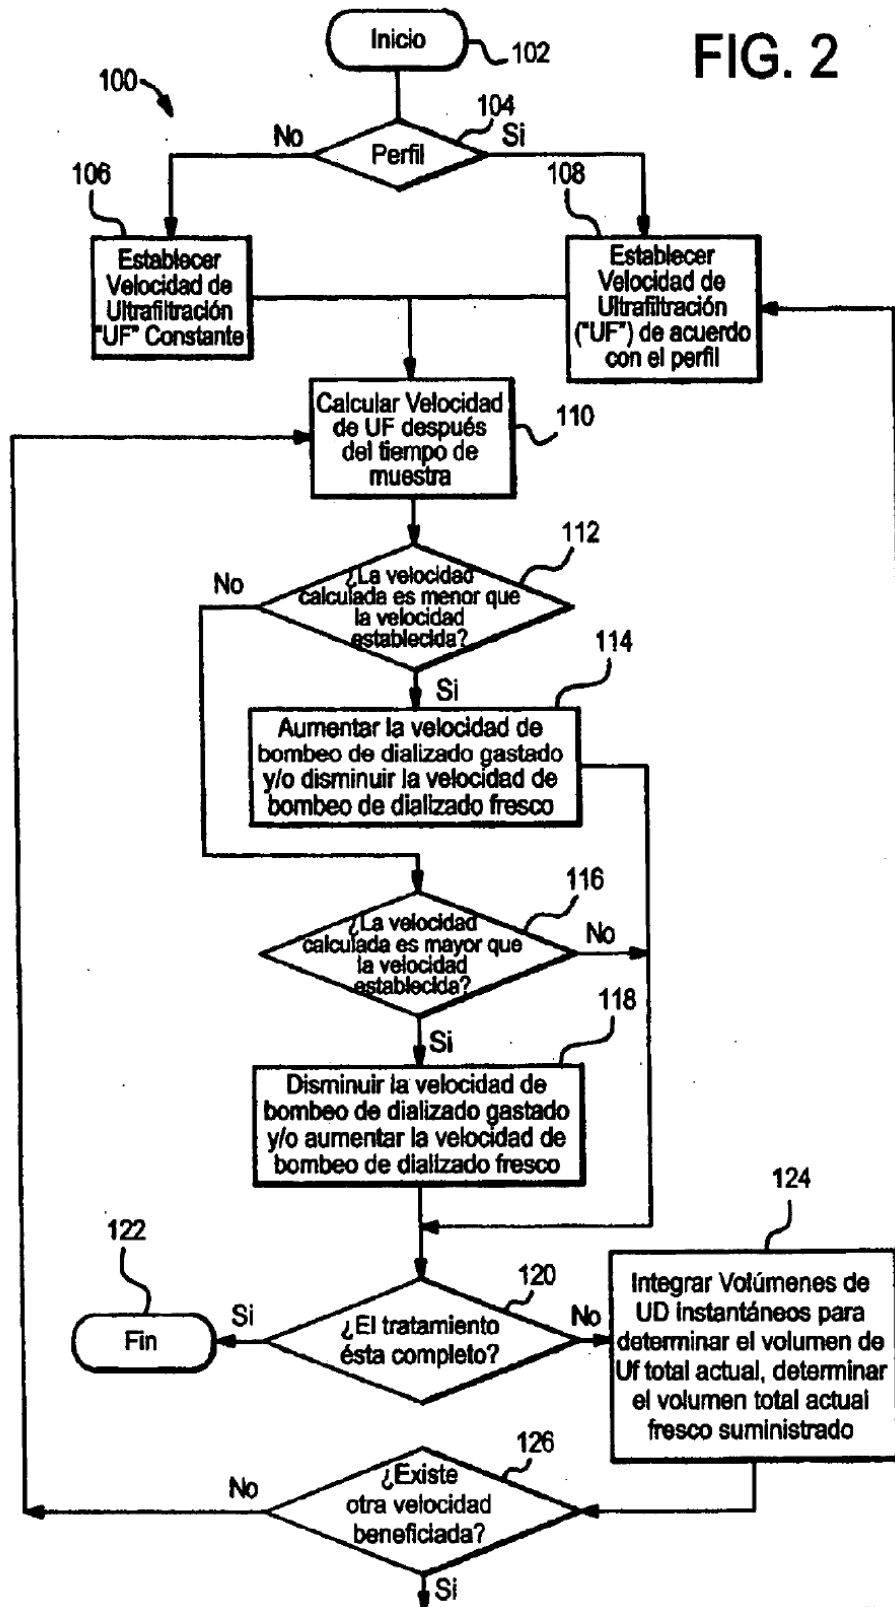 Inicio
102
FIG. 2
100
104
No
Si
Perfil
106
108
Establecer
Velocidad de
Ultrafiltración
"UF" Constante
Establecer
Velocidad de
Ultrafiltración
("UF") de acuerdo
con el perfil
Calcular Velocidad
de UF después
del tiempo de
muestra
110
112
No
¿La velocidad
calculada es menor que
la velocidad
establecida?
Si
114
Aumentar la velocidad de
bombeo de dializado gastado
y/o disminuir la velocidad de
bombeo de dializado fresco
116
¿La velocidad
calculada es mayor que
la velocidad
establecida?
No
Si
118
Disminuir la velocidad de
bombeo de dializado gastado
y/o aumentar la velocidad de
bombeo de dializado fresco
122
Fin
Si
120
¿El tratamiento
ésta completo?
No
124
Integrar Volúmenes de
UD instantáneos para
determinar el volumen de
Uf total actual, determinar
el volumen total actual
fresco suministrado
126
No
¿Existe
otra velocidad
beneficiada?
Si